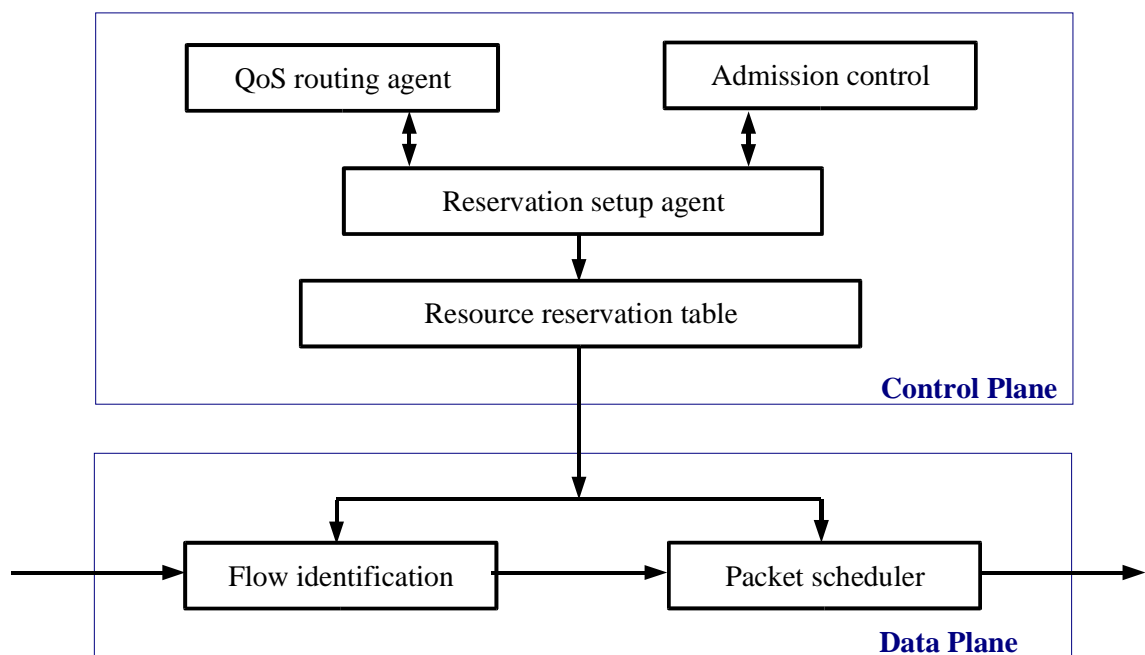 QoS routing agent
Admission control
Reservation setup agent
Resource reservation table
Control Plane
Flow identification
Packet scheduler
Data Plane